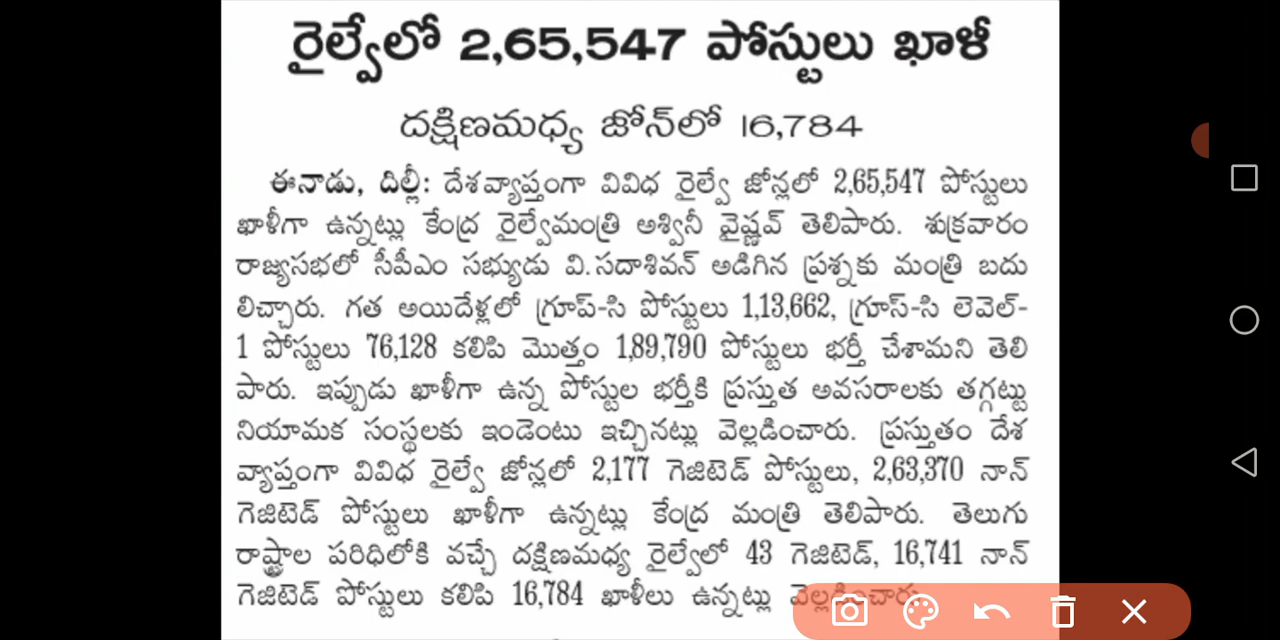 రైల్వేలో 2,65,547 పోస్టులు ఖాళీ
దక్షిణమధ్య జోన్‌లో 16,784
ఈనాడు, దిల్లీ: దేశవ్యాప్తంగా వివిధ రైల్వే జోన్లలో 2,65,547 పోస్టులు
ఖాళీగా ఉన్నట్లు కేంద్ర రైల్వేమంత్రి అశ్వినీ వైష్ణవ్ తెలిపారు. శుక్రవారం
రాజ్యసభలో సీపీఎం సభ్యుడు వి.సదాశివన్ అడిగిన ప్రశ్నకు మంత్రి బదు
లిచ్చారు. గత అయిదేళ్లలో గ్రూప్-సి పోస్టులు 1,13,662, గ్రూస్-సి లెవెల్-
1 పోస్టులు 76,128 కలిపి మొత్తం 1,89,790 పోస్టులు భర్తీ చేశామని తెలి
పారు. ఇప్పుడు ఖాళీగా ఉన్న పోస్టుల భర్తీకి ప్రస్తుత అవసరాలకు తగ్గట్టు
నియామక సంస్థలకు ఇండెంటు ఇచ్చినట్లు వెల్లడించారు. ప్రస్తుతం దేశ
వ్యాప్తంగా వివిధ రైల్వే జోన్లలో 2,177 గెజిటెడ్ పోస్టులు, 2,63,370 నాన్
గెజిటెడ్ పోస్టులు ఖాళీగా ఉన్నట్లు కేంద్ర మంత్రి తెలిపారు. తెలుగు
రాష్ట్రాల పరిధిలోకి వచ్చే దక్షిణమధ్య రైల్వేలో 43 గెజిటెడ్, 16,741 నాన్
గెజిటెడ్ పోస్టులు కలిపి 16,784 ఖాళీలు ఉన్నట్లు వెల్లడించారు.